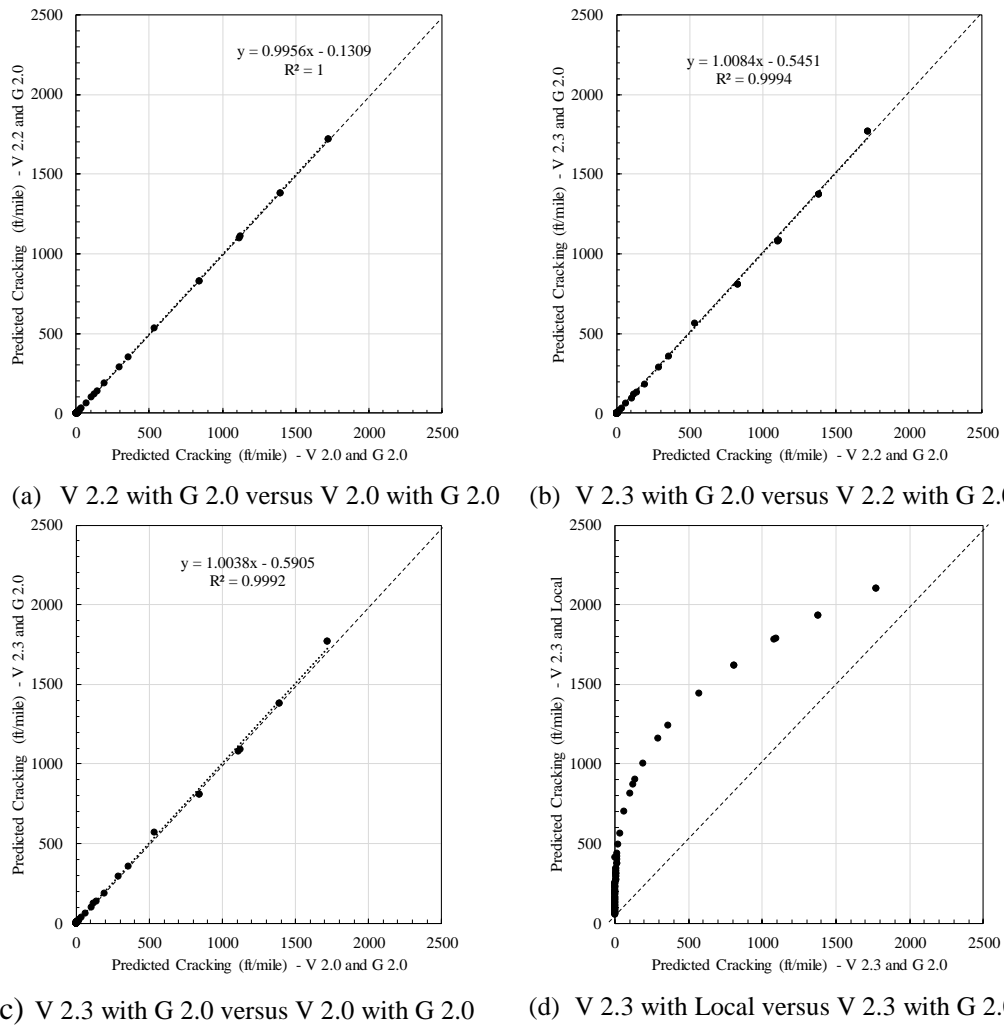 2500
2000
1500
1000
500
0
0 500 1000 1500 2000 2500
Predicted Cracking (ft/mile) - V 2.2 and G 2.0
Predicted Cracking (ft/mile) - V 2.0 and G 2.0
y = 0.9956x - 0.1309
R² = 1
(a) V 2.2 with G 2.0 versus V 2.0 with G 2.0
2500
2000
1500
1000
500
0
0 500 1000 1500 2000 2500
Predicted Cracking (ft/mile) - V 2.3 and G 2.0
Predicted Cracking (ft/mile) - V 2.2 and G 2.0
y = 1.0084x - 0.5451
R² = 0.9994
(b) V 2.3 with G 2.0 versus V 2.2 with G 2.0
2500
2000
1500
1000
500
0
0 500 1000 1500 2000 2500
Predicted Cracking (ft/mile) - V 2.3 and G 2.0
Predicted Cracking (ft/mile) - V 2.0 and G 2.0
y = 1.0038x - 0.5905
R² = 0.9992
c) V 2.3 with G 2.0 versus V 2.0 with G 2.0
2500
2000
1500
1000
500
0
0 500 1000 1500 2000 2500
Predicted Cracking (ft/mile) - V 2.3 and Local
Predicted Cracking (ft/mile) - V 2.3 and G 2.0
(d) V 2.3 with Local versus V 2.3 with G 2.0